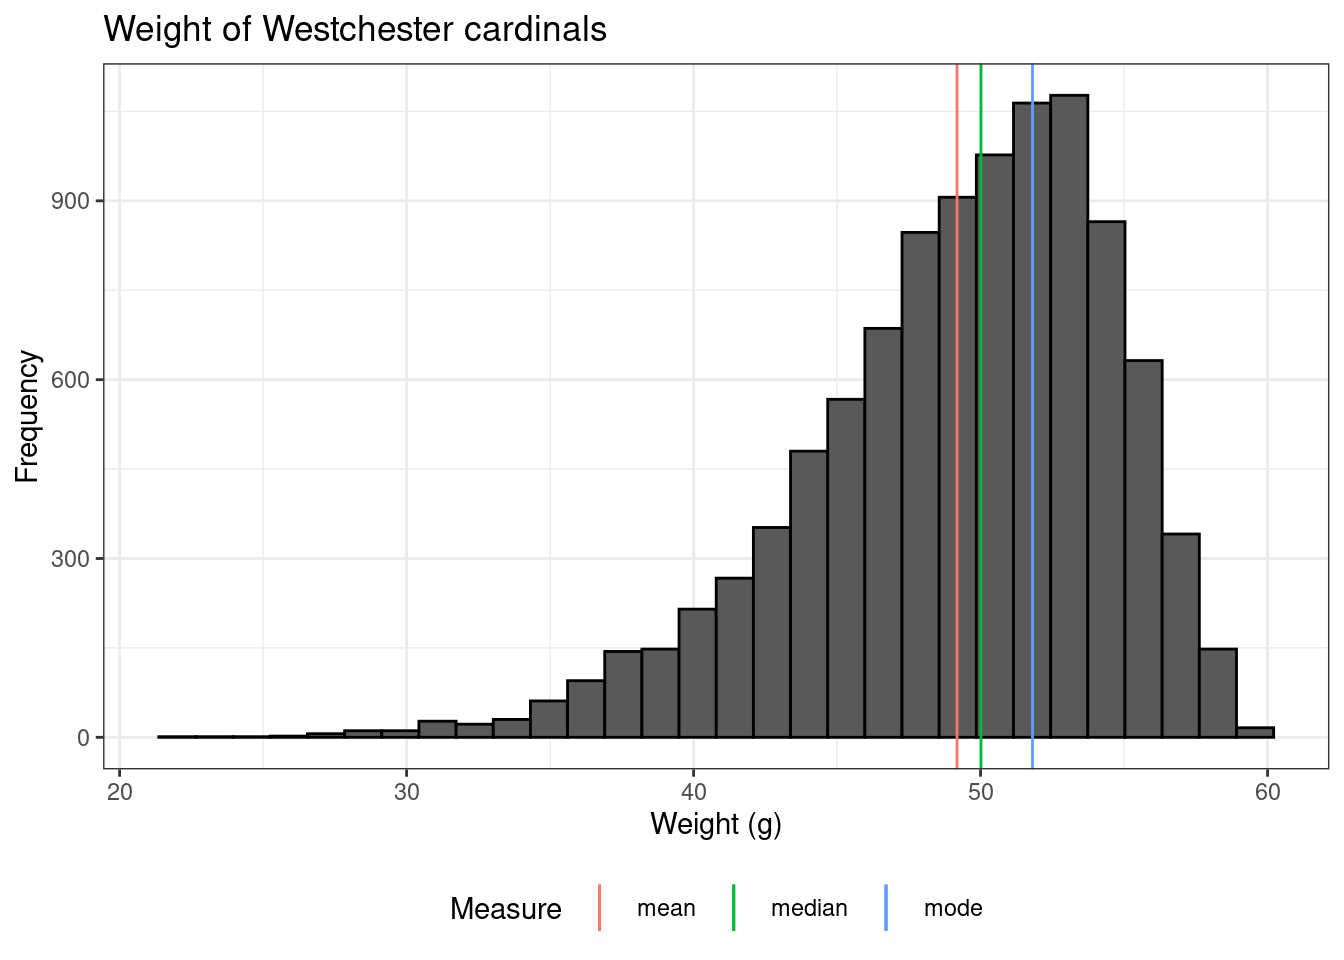 Weight of Westchester cardinals
Frequency
900
600
300
0
20 30 40 50 60
Weight (g)
Measure mean median mode